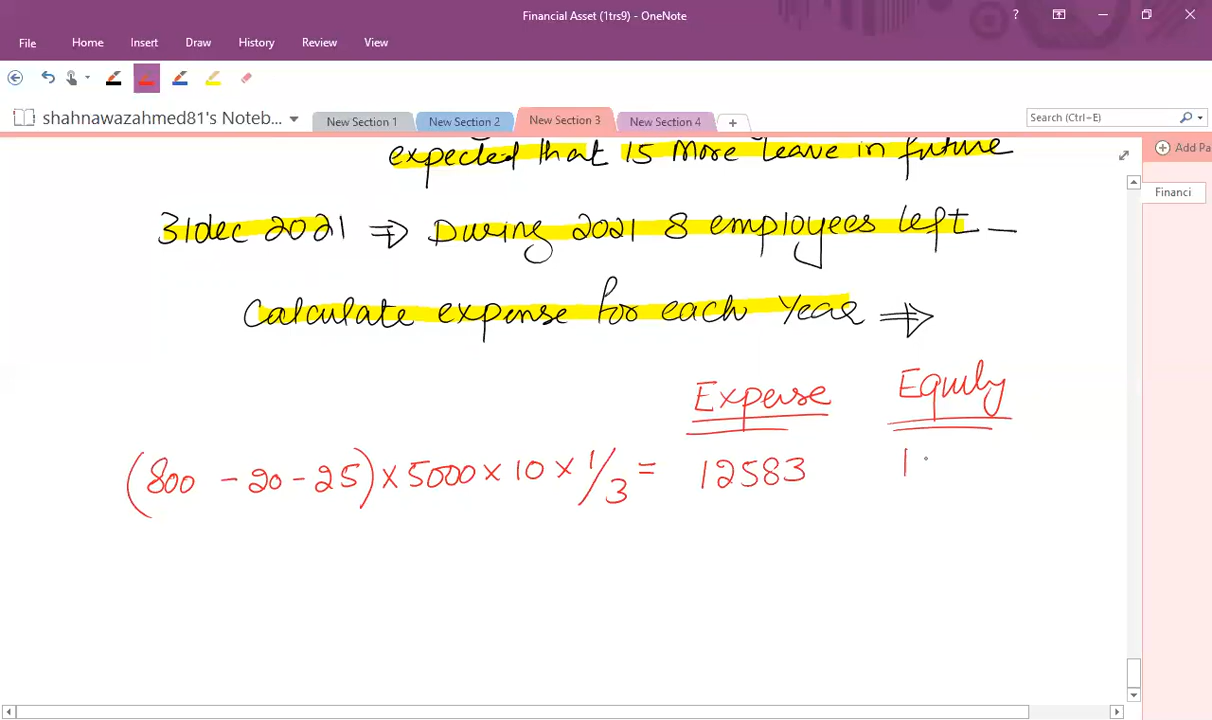 Financial Asset (1trs9) - OneNote
?
File Home Insert Draw History Review View
shahnawazahmed81's Noteb... New Section 1 New Section 2 New Section 3 New Section 4 + Search (Ctrl-E)
Add Pa
Financi
expected that 15 More leave in future
31dec 2021 ⇒ During 2021 8 employees left -
Calculate expense for each Year ⇒
Expense Equity
(800 - 20 - 25) × 5000 × 10 × 1/3 = 12583 1